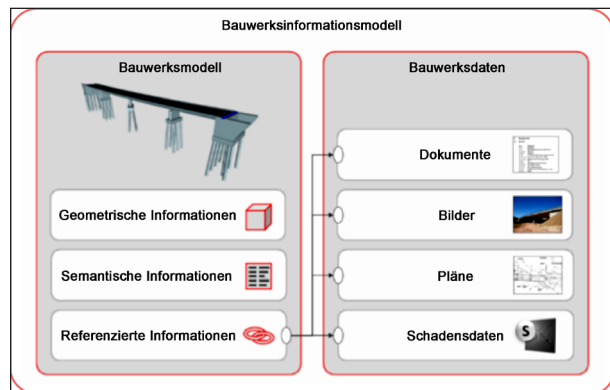 Bauwerksinformationsmodell
Bauwerksmodell
Geometrische Informationen
Semantische Informationen
Referenzierte Informationen
Bauwerksdaten
Dokumente
Bilder
Pläne
Schadensdaten
S